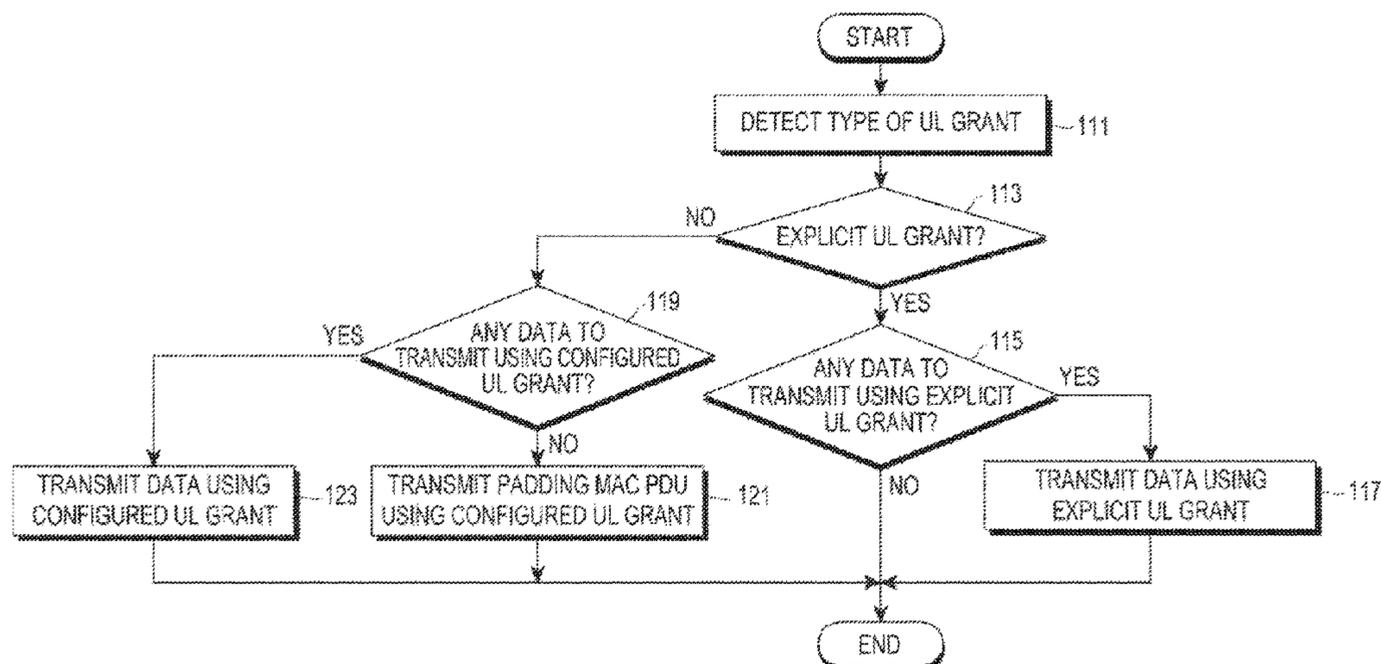 START
DETECT TYPE OF UL GRANT
111
113
NO
EXPLICIT UL GRANT?
YES
119
YES
ANY DATA TO
TRANSMIT USING CONFIGURED
UL GRANT?
NO
115
ANY DATA TO
TRANSMIT USING EXPLICIT
UL GRANT?
YES
NO
TRANSMIT DATA USING
CONFIGURED UL GRANT
123
TRANSMIT PADDING MAC PDU
USING CONFIGURED UL GRANT
121
TRANSMIT DATA USING
EXPLICIT UL GRANT
117
END